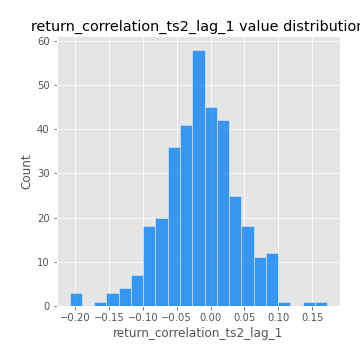 return_correlation_ts2_lag_1 value distribution
60
50
40
30
20
10
0
Count
−0.20 −0.15 −0.10 −0.05 0.00 0.05 0.10 0.15
return_correlation_ts2_lag_1